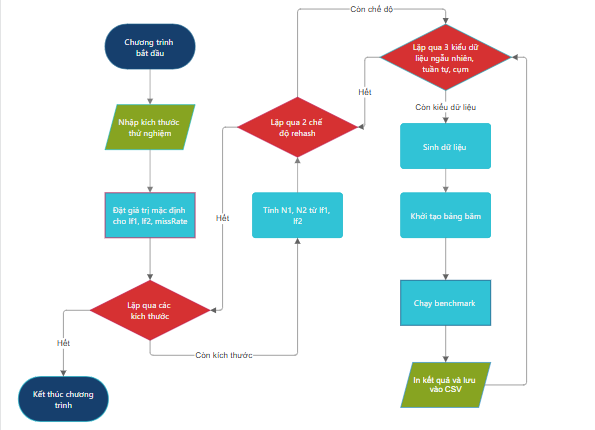 Còn chế độ
Chương trình
bắt dầu
Lặp qua 3 kiểu dữ
liệu ngẫu nhiên,
tuần tự, cụm
Hết
Còn kiểu dữ liệu
Nhập kich thước
thử nghiệm
Lặp qua 2 chế
độ rehash
Sinh dữ liệu
Đặt giá trị mặc định
cho lf1, lf2, missRate
Hết
Tính N1, N2 từ lf1,
lf2
Khởi tạo bảng băm
Lặp qua các
kích thước
Chạy benchmark
Hết
Còn kích thước
Kết thúc chương
trình
In kết quả và lưu
vào CSV